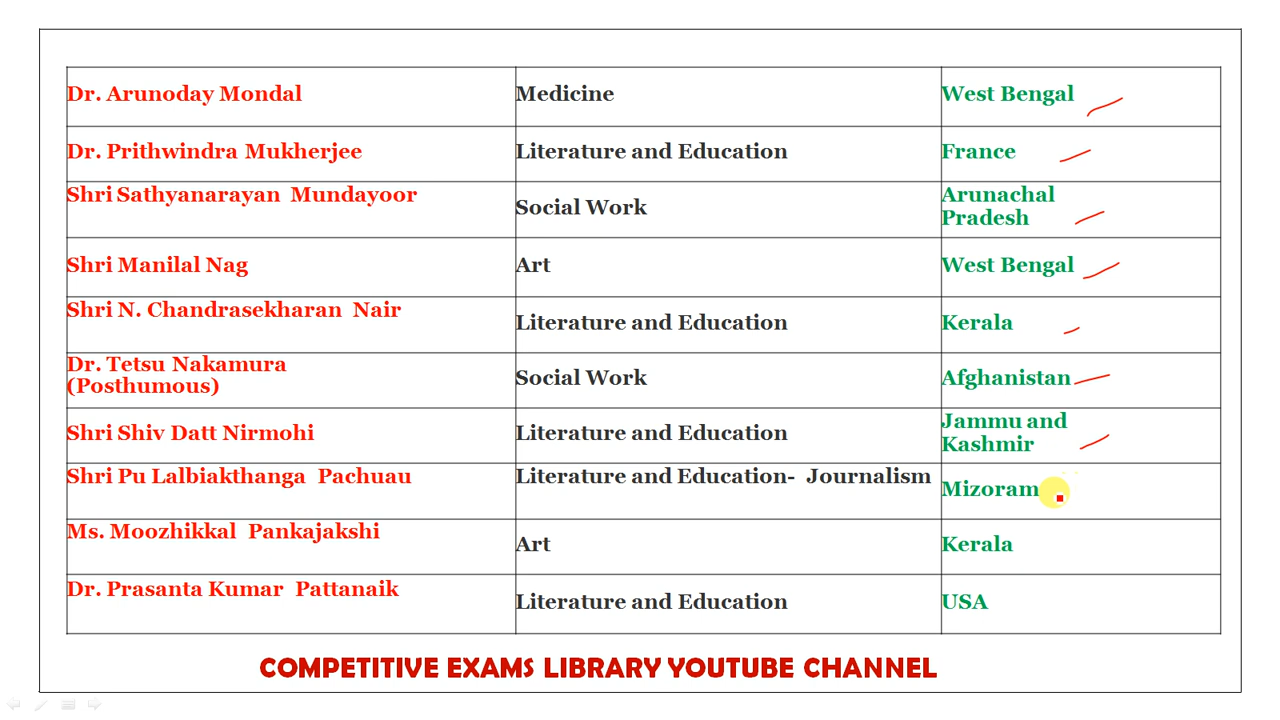 Dr. Arunoday Mondal Medicine West Bengal
Dr. Prithwindra Mukherjee Literature and Education France
Shri Sathyanarayan Mundayoor Social Work Arunachal
Pradesh
Shri Manilal Nag Art West Bengal
Shri N. Chandrasekharan Nair Literature and Education Kerala
Dr. Tetsu Nakamura
(Posthumous) Social Work Afghanistan
Shri Shiv Datt Nirmohi Literature and Education Jammu and
Kashmir
Shri Pu Lalbiakthanga Pachuau Literature and Education- Journalism Mizoram
Ms. Moozhikkal Pankajakshi Art Kerala
Dr. Prasanta Kumar Pattanaik Literature and Education USA
COMPETITIVE EXAMS LIBRARY YOUTUBE CHANNEL